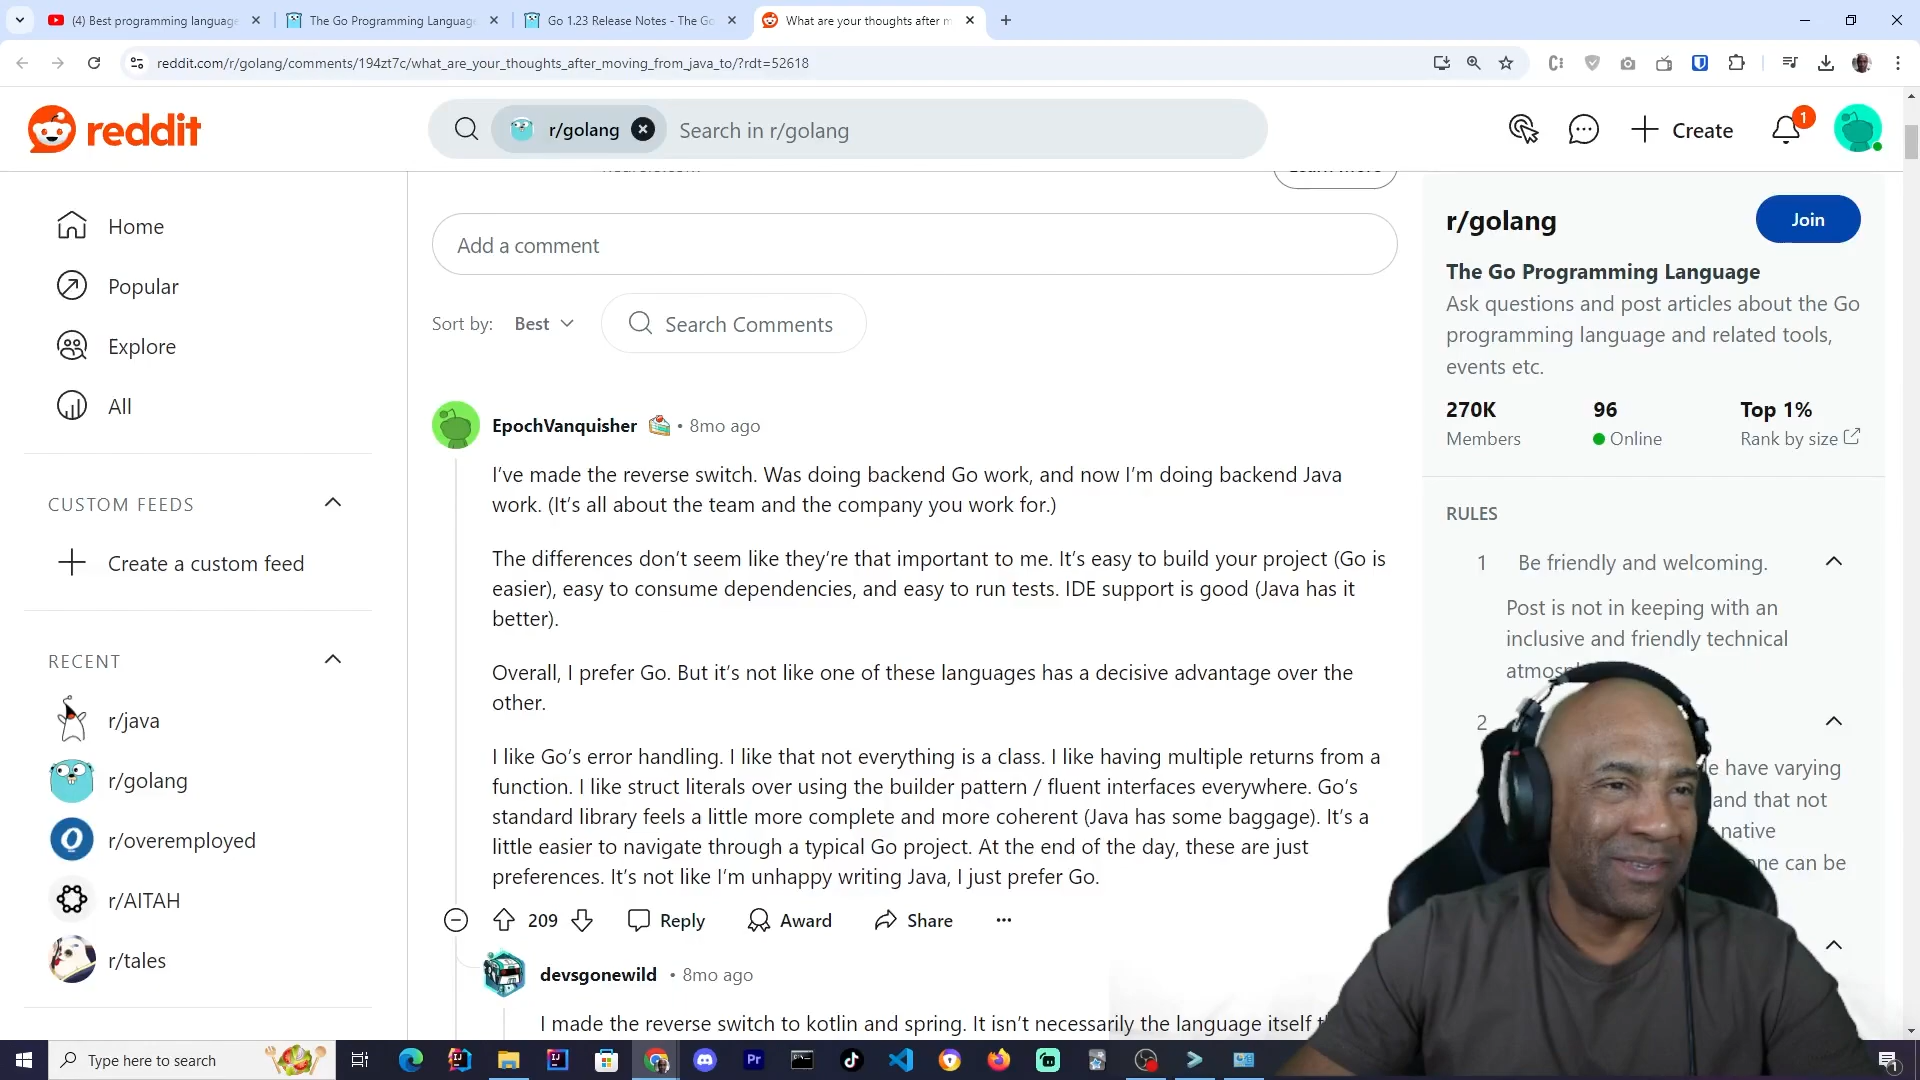 (4) Best programming language
The Go Programming Language
Go 1.23 Release Notes - The Go
What are your thoughts after m
reddit.com/r/golang/comments/194zt7c/what_are_your_thoughts_after_moving_from_java_to/?rdt=52618
reddit
r/golang
Search in r/golang
Create
1
Learn more
Home
Popular
Explore
All
CUSTOM FEEDS
Create a custom feed
RECENT
r/java
r/golang
r/overemployed
r/AITAH
r/tales
Add a comment
Sort by:
Best
Search Comments
EpochVanquisher
• 8mo ago
I've made the reverse switch. Was doing backend Go work, and now I'm doing backend Java
work. (It's all about the team and the company you work for.)
The differences don't seem like they're that important to me. It's easy to build your project (Go is
easier), easy to consume dependencies, and easy to run tests. IDE support is good (Java has it
better).
Overall, I prefer Go. But it's not like one of these languages has a decisive advantage over the
other.
I like Go's error handling. I like that not everything is a class. I like having multiple returns from a
function. I like struct literals over using the builder pattern / fluent interfaces everywhere. Go's
standard library feels a little more complete and more coherent (Java has some baggage). It's a
little easier to navigate through a typical Go project. At the end of the day, these are just
preferences. It's not like I'm unhappy writing Java, I just prefer Go.
209
Reply
Award
Share
devsgonewild
• 8mo ago
I made the reverse switch to kotlin and spring. It isn't necessarily the language itself
r/golang
Join
The Go Programming Language
Ask questions and post articles about the Go
programming language and related tools,
events etc.
270K
Members
96
Online
Top 1%
Rank by size
RULES
1
Be friendly and welcoming.
Post is not in keeping with an
inclusive and friendly technical
2
have varying
and that not
native
can be
Type here to search
Pr
1